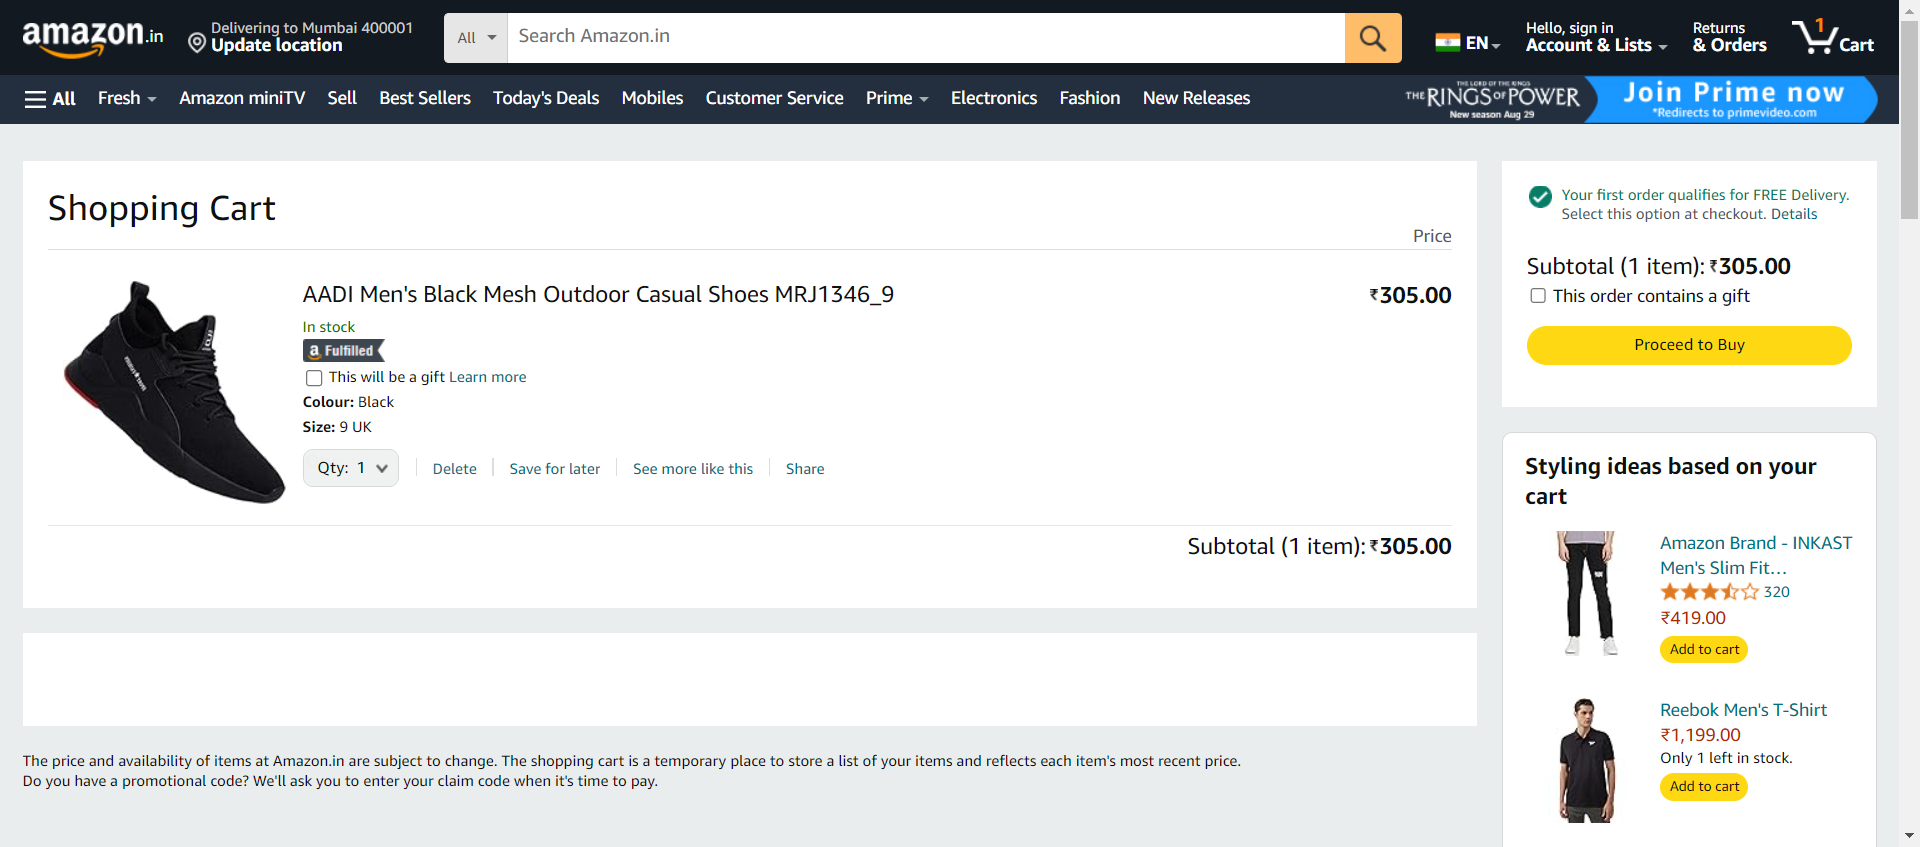 amazon.in
Delivering to Mumbai 400001
Update location
All
Search Amazon.in
EN
Hello, sign in
Account & Lists
Returns
& Orders
1
Cart
All
Fresh
Amazon miniTV
Sell
Best Sellers
Today's Deals
Mobiles
Customer Service
Prime
Electronics
Fashion
New Releases
THE LORD OF THE RINGS
THE RINGS OF POWER
New season Aug 29
Join Prime now
*Redirects to primevideo.com
Shopping Cart
Price
AADI Men's Black Mesh Outdoor Casual Shoes MRJ1346_9
₹305.00
In stock
a Fulfilled
This will be a gift Learn more
Colour: Black
Size: 9 UK
Qty: 1
Delete
Save for later
See more like this
Share
Subtotal (1 item): ₹305.00
The price and availability of items at Amazon.in are subject to change. The shopping cart is a temporary place to store a list of your items and reflects each item's most recent price.
Do you have a promotional code? We'll ask you to enter your claim code when it's time to pay.
Your first order qualifies for FREE Delivery.
Select this option at checkout. Details
Subtotal (1 item): ₹305.00
This order contains a gift
Proceed to Buy
Styling ideas based on your
cart
Amazon Brand - INKAST
Men's Slim Fit…
320
₹419.00
Add to cart
Reebok Men's T-Shirt
₹1,199.00
Only 1 left in stock.
Add to cart